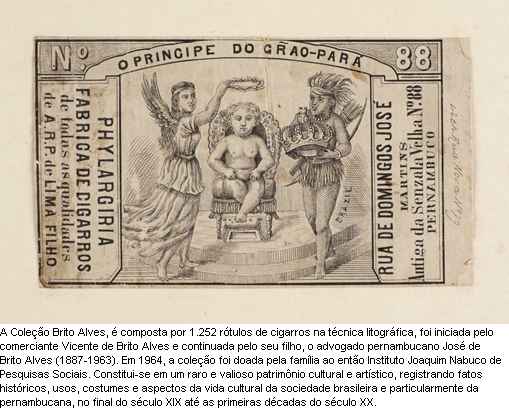 Nº
O PRINCIPE DO GRÃO-PARÁ
88
PHYLARGIRIA
FABRICA DE CIGARROS
de todas as qualidades
de A.R.P. de LIMA FILHO
BRAZIL
RUA DE DOMINGOS JOSÉ
MARTINS
Antiga da Senzala Velha Nº 88
PERNAMBUTO
A Coleção Brito Alves, é composta por 1.252 rótulos de cigarros na técnica litográfica, foi iniciada pelo
comerciante Vicente de Brito Alves e continuada pelo seu filho, o advogado pernambucano José de
Brito Alves (1887-1963). Em 1964, a coleção foi doada pela família ao então Instituto Joaquim Nabuco de
Pesquisas Sociais. Constitui-se em um raro e valioso patrimônio cultural e artístico, registrando fatos
históricos, usos, costumes e aspectos da vida cultural da sociedade brasileira e particularmente da
pernambucana, no final do século XIX até as primeiras décadas do século XX.